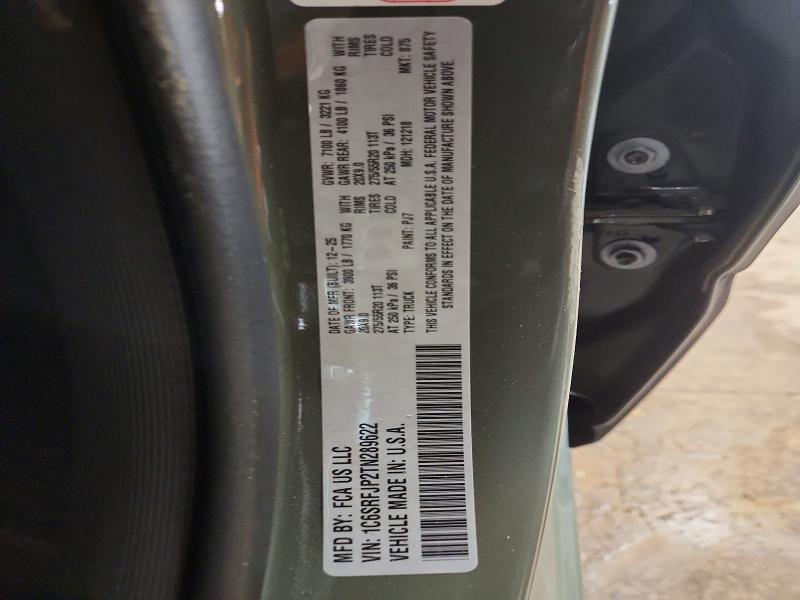 MFD BY: FCA US LLC
VIN: 1C6SRFJP2TN289622
VEHICLE MADE IN: U.S.A.
DATE OF MFR (BUILT): 12-25
GVWR: 7100 LB / 3221 KG
GAWR FRONT: 3900 LB / 1770 KG WITH
GAWR REAR: 4100 LB / 1860 KG WITH
20X9.0 RIMS
20X9.0 RIMS
275/55R20 113T TIRES
275/55R20 113T TIRES
AT 250 kPa / 36 PSI COLD
AT 250 kPa / 36 PSI COLD
TYPE: TRUCK PAINT: PJ7 MDH: 121218 MKT: 875
THIS VEHICLE CONFORMS TO ALL APPLICABLE U.S.A. FEDERAL MOTOR VEHICLE SAFETY
STANDARDS IN EFFECT ON THE DATE OF MANUFACTURE SHOWN ABOVE.